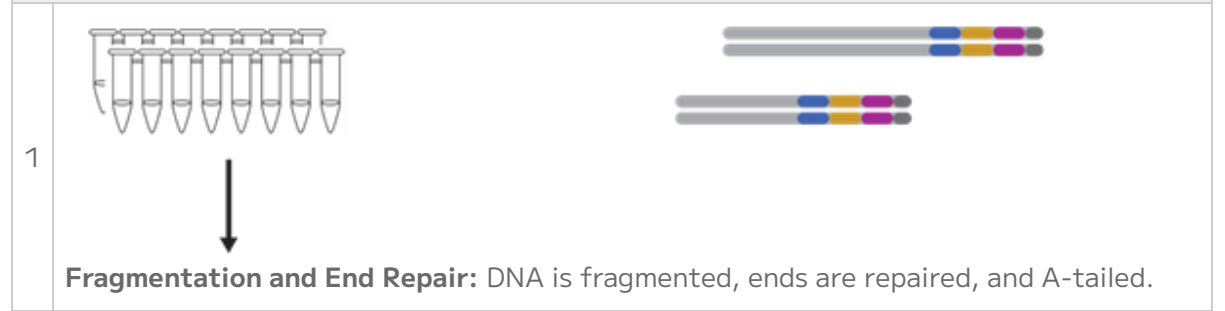 1
Fragmentation and End Repair: DNA is fragmented, ends are repaired, and A-tailed.